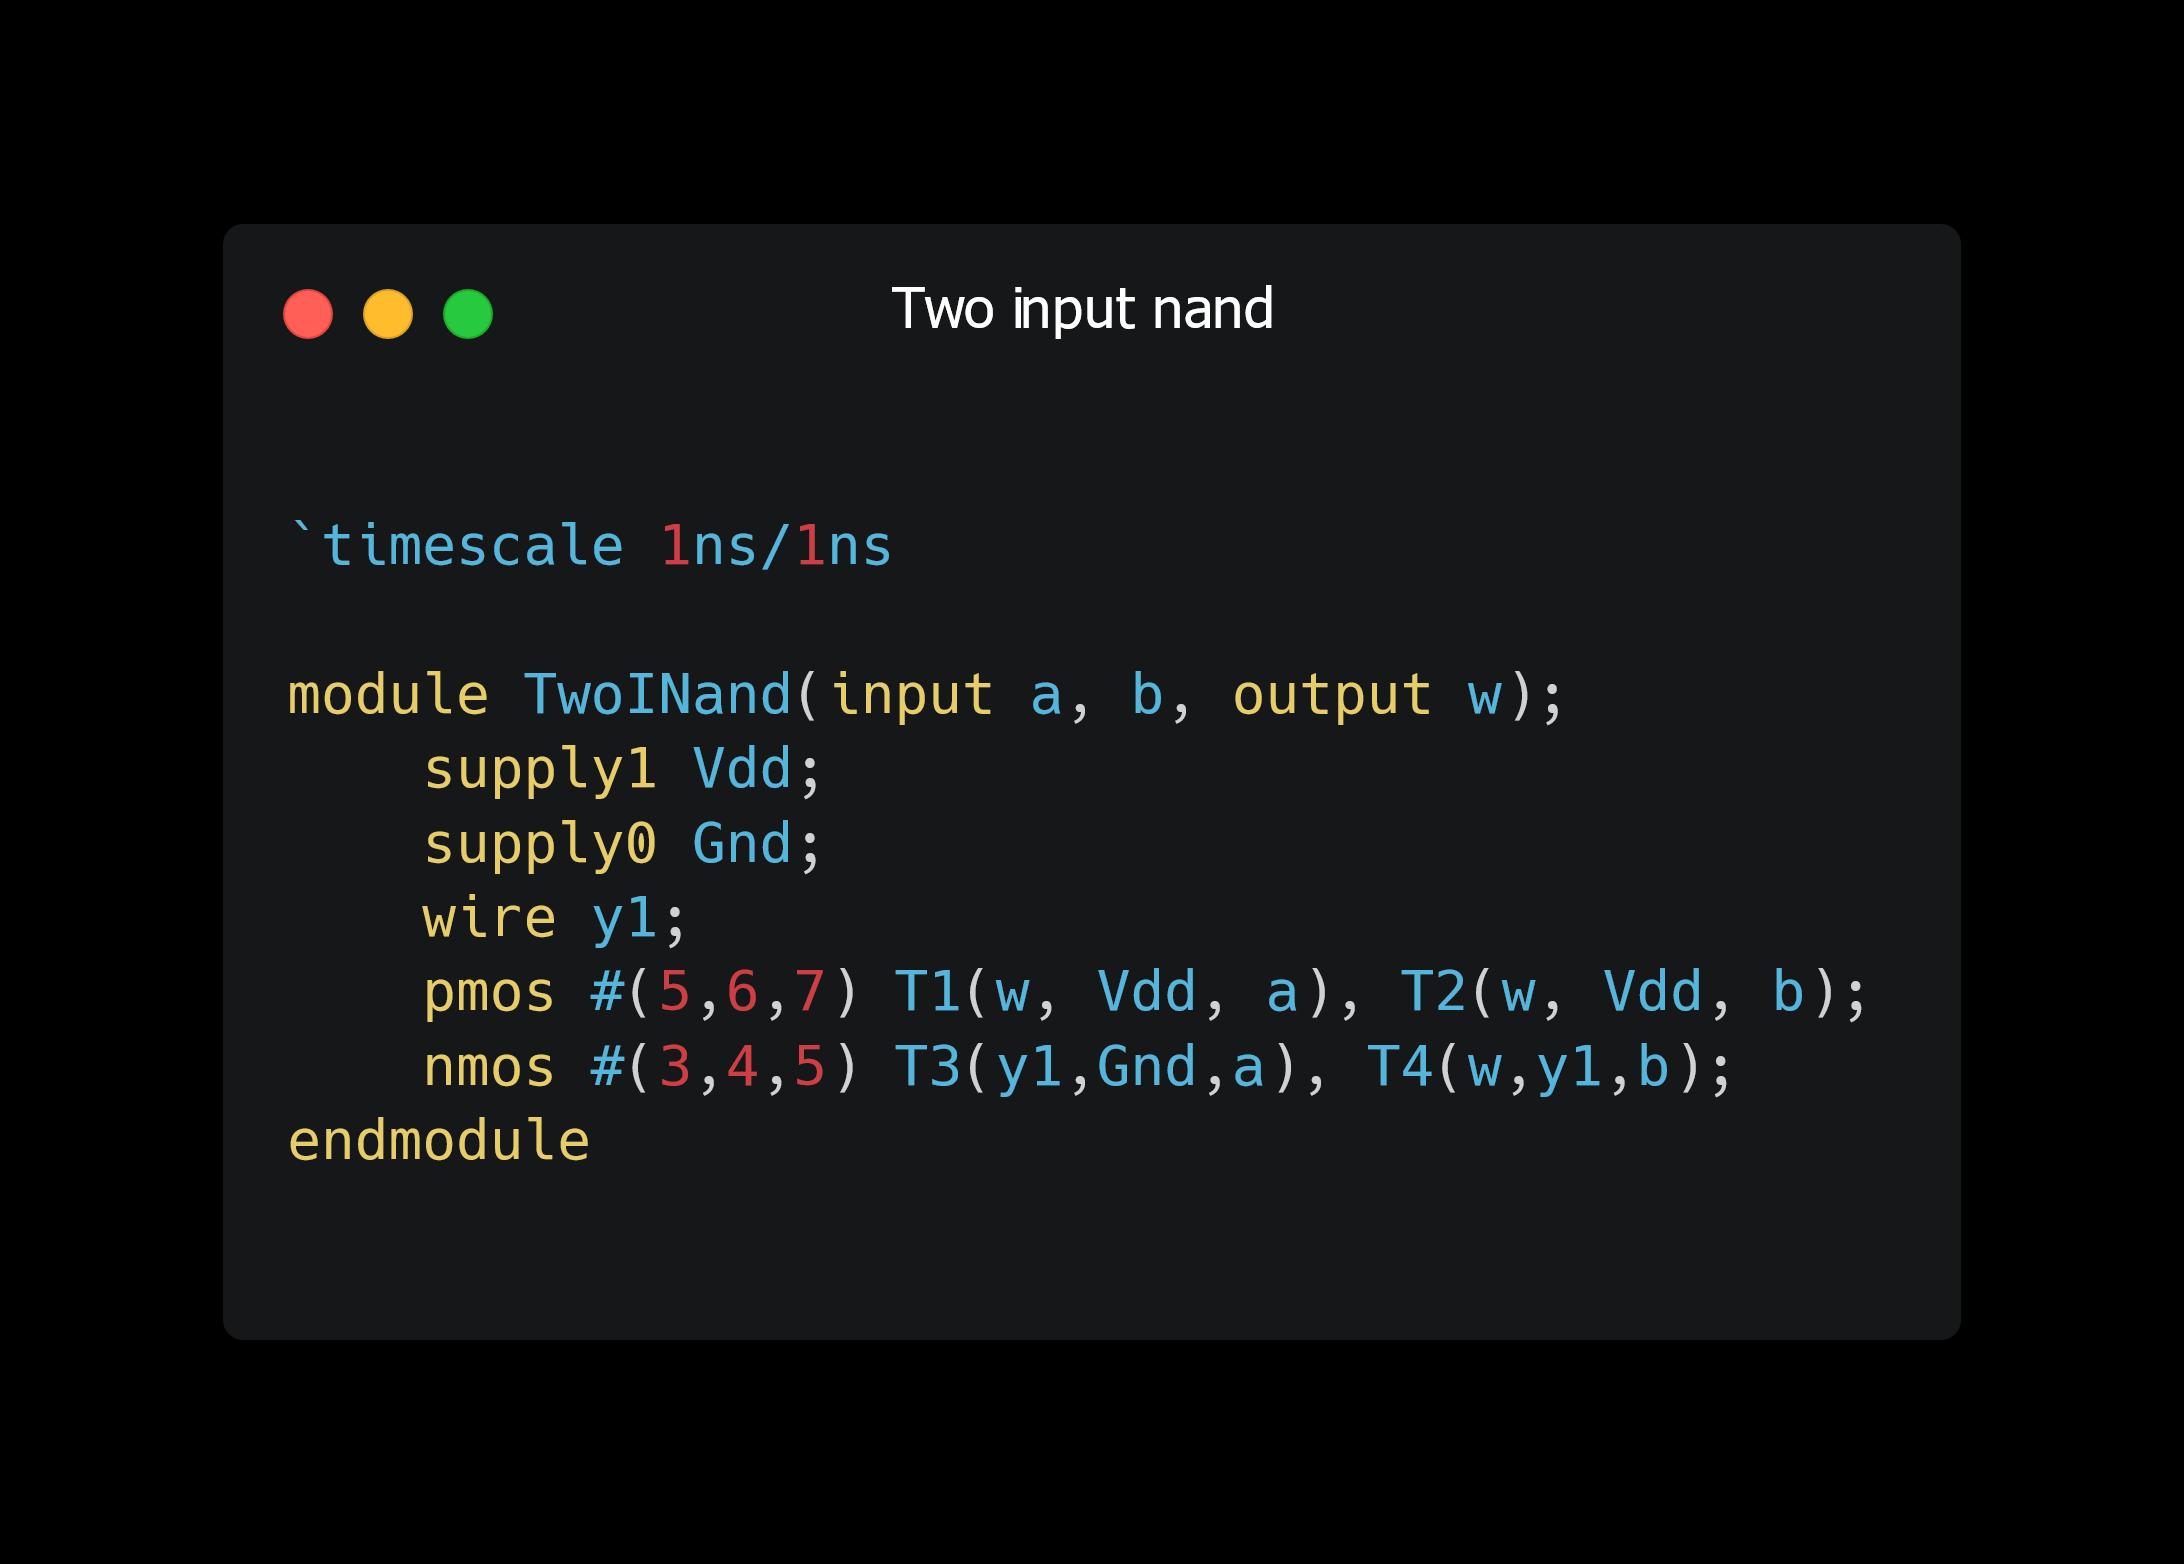 Two input nand
`timescale 1ns/1ns
module TwoINand(input a, b, output w);
    supply1 Vdd;
    supply0 Gnd;
    wire y1;
    pmos #(5,6,7) T1(w, Vdd, a), T2(w, Vdd, b);
    nmos #(3,4,5) T3(y1,Gnd,a), T4(w,y1,b);
endmodule